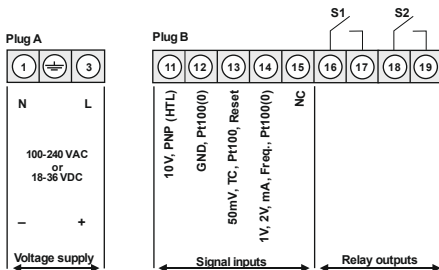 S1 S2
Plug A
Plug B
1 3
11 12 13 14 15 16 17 18 19
N L
100-240 VAC
or
18-36 VDC
– +
10V, PNP (HTL)
GND, Pt100(0)
50mV, TC, Pt100, Reset
1V, 2V, mA, Freq., Pt100(0)
NC
Voltage supply
Signal inputs
Relay outputs